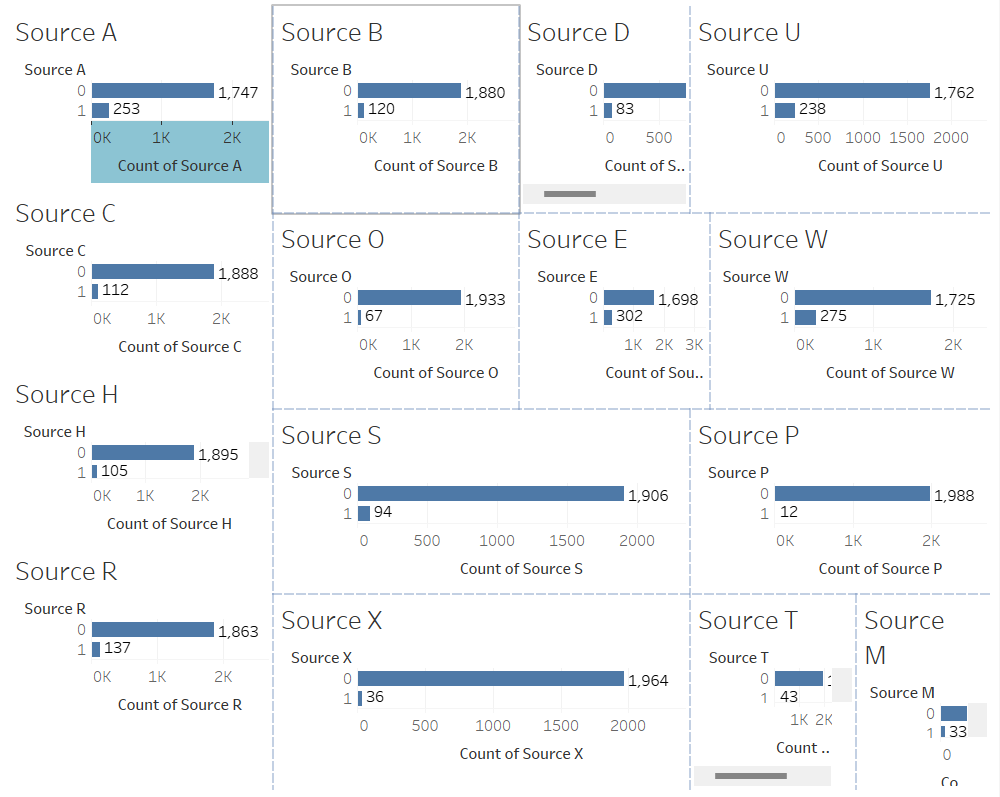 Source A
Source A
0 1,747
1 253
0K 1K 2K
Count of Source A
Source B
Source B
0 1,880
1 120
0K 1K 2K
Count of Source B
Source D
Source D
0
1 83
0 500
Count of S..
Source U
Source U
0 1,762
1 238
0 500 1000 1500 2000
Count of Source U
Source C
Source C
0 1,888
1 112
0K 1K 2K
Count of Source C
Source O
Source O
0 1,933
1 67
0K 1K 2K
Count of Source O
Source E
Source E
0 1,698
1 302
1K 2K 3K
Count of Sou..
Source W
Source W
0 1,725
1 275
0K 1K 2K
Count of Source W
Source H
Source H
0 1,895
1 105
0K 1K 2K
Count of Source H
Source S
Source S
0 1,906
1 94
0 500 1000 1500 2000
Count of Source S
Source P
Source P
0 1,988
1 12
0K 1K 2K
Count of Source P
Source R
Source R
0 1,863
1 137
0K 1K 2K
Count of Source R
Source X
Source X
0 1,964
1 36
0 500 1000 1500 2000
Count of Source X
Source T
Source T
0
1 43
1K 2K
Count ..
Source
M
Source M
0
1 33
0
Co